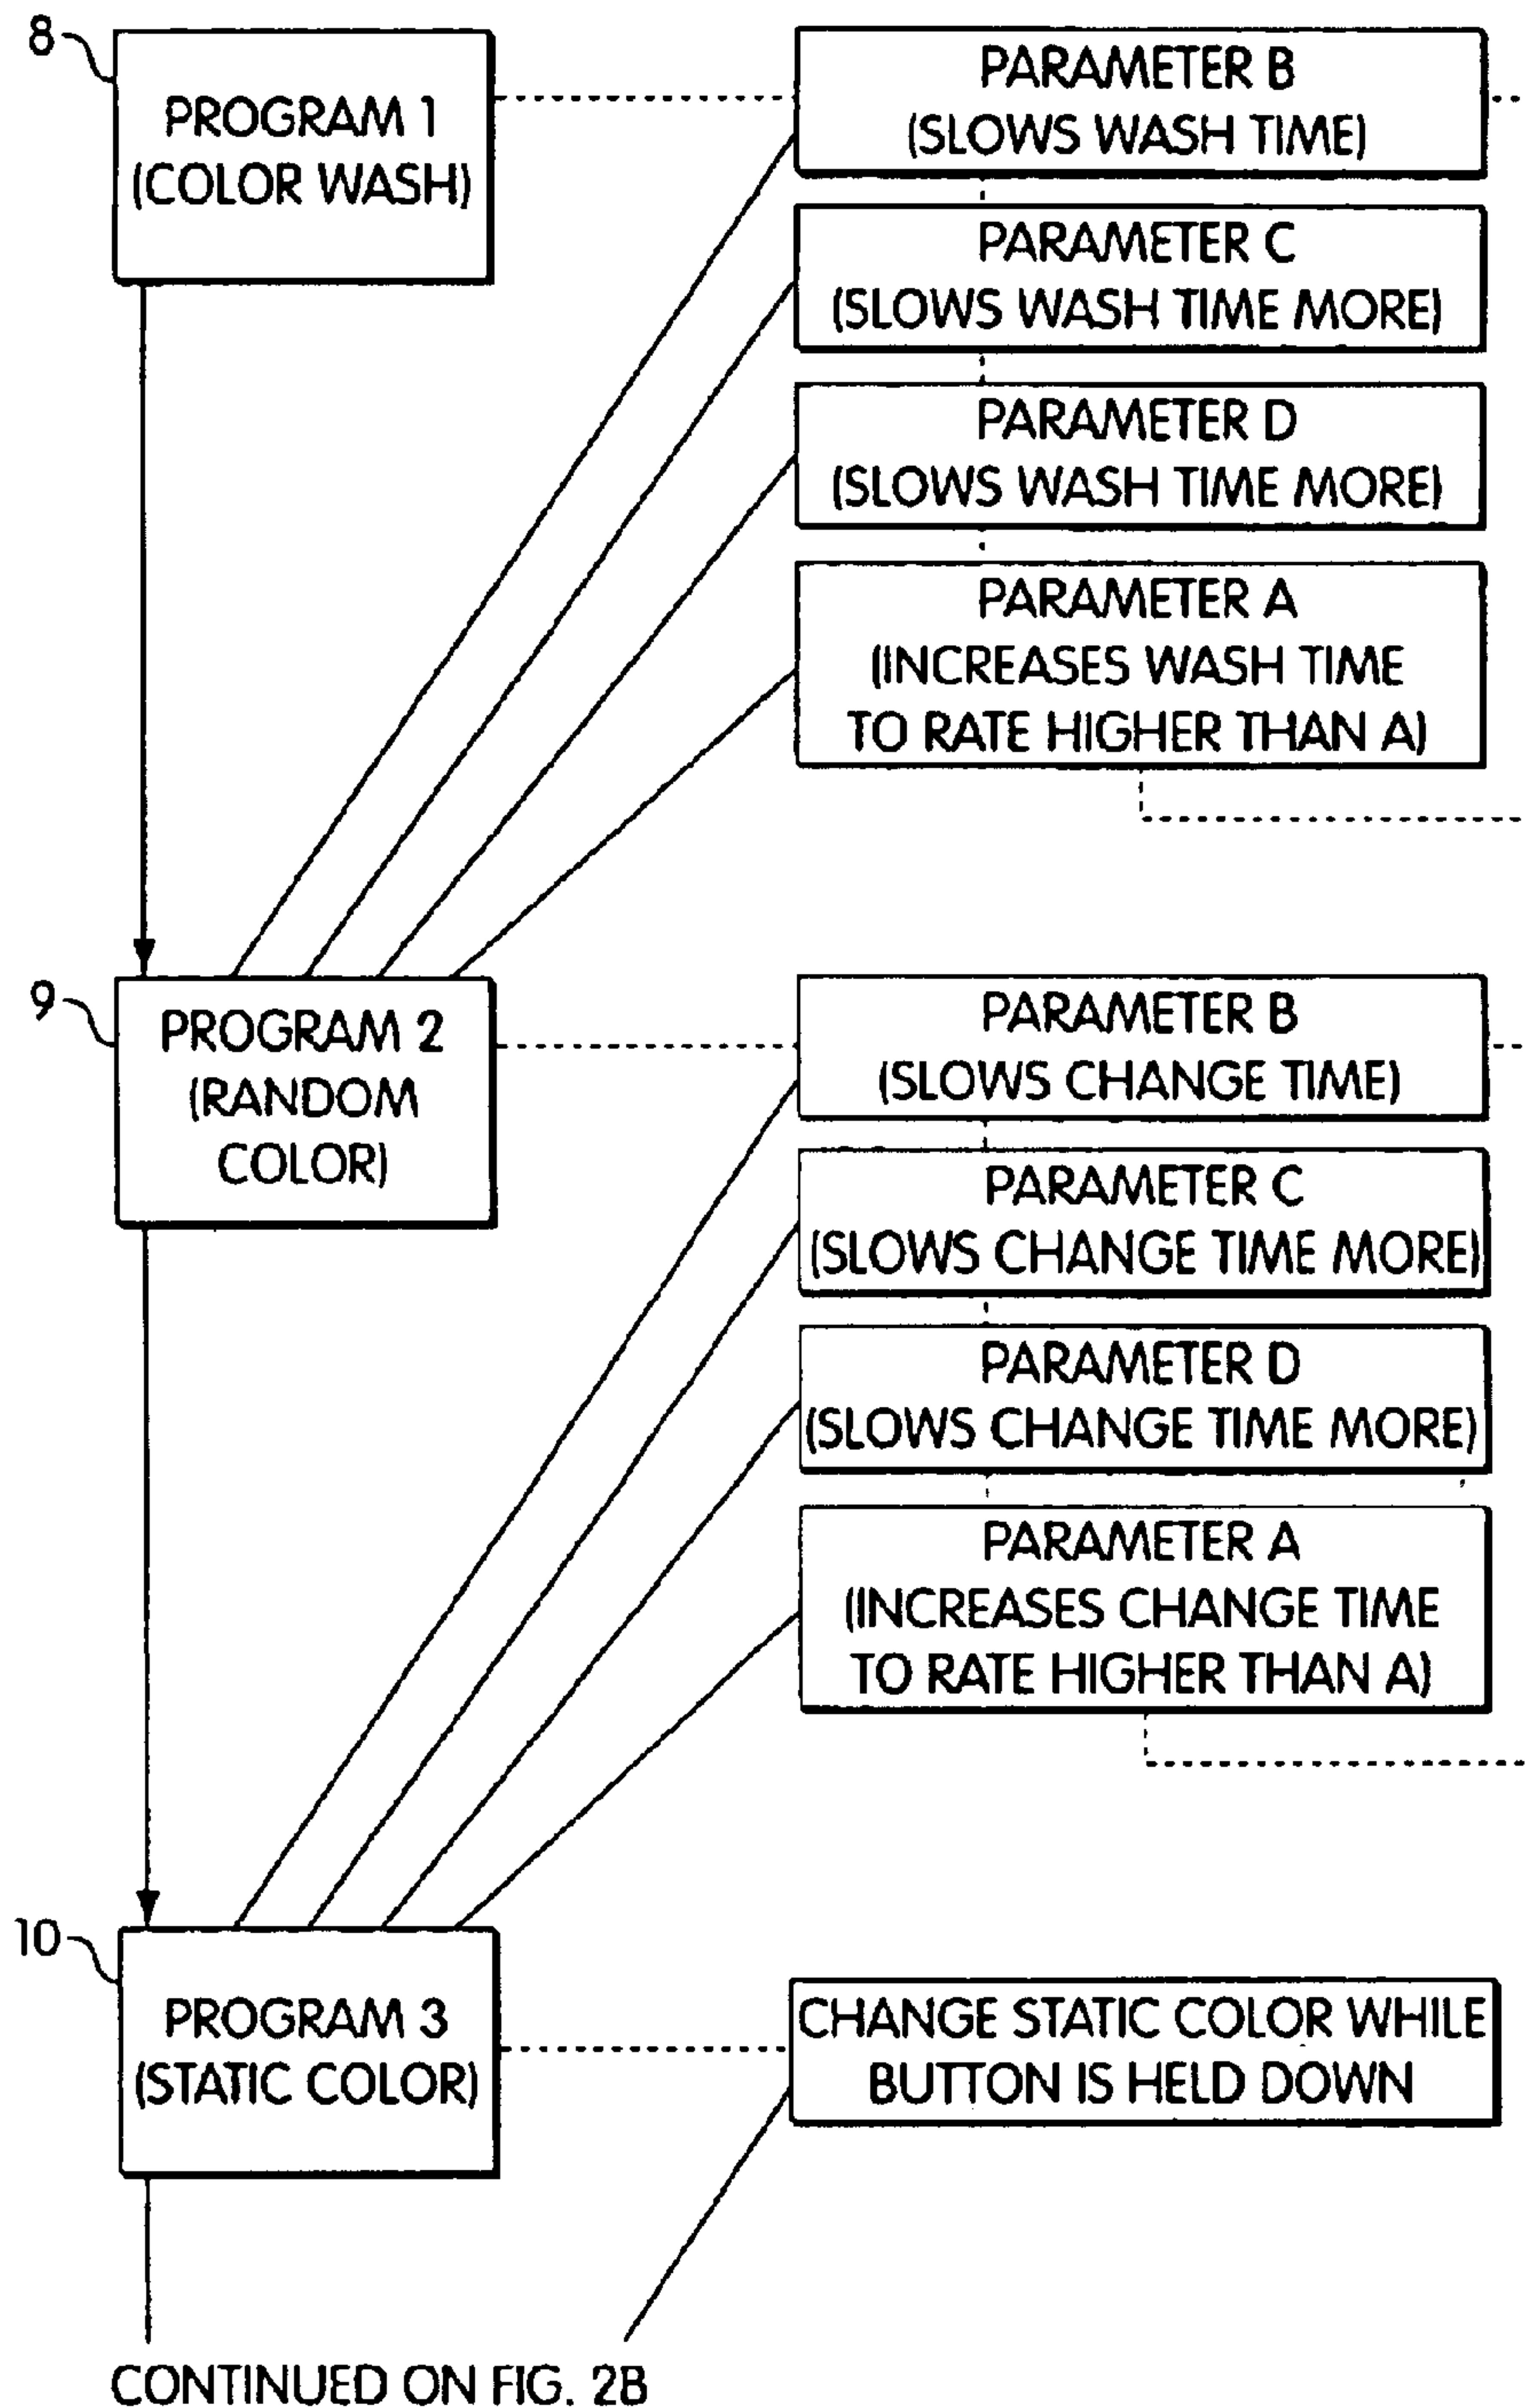 8
PROGRAM 1
(COLOR WASH)
PARAMETER B
(SLOWS WASH TIME)
PARAMETER C
(SLOWS WASH TIME MORE)
PARAMETER D
(SLOWS WASH TIME MORE)
PARAMETER A
(INCREASES WASH TIME
TO RATE HIGHER THAN A)
9
PROGRAM 2
(RANDOM
COLOR)
PARAMETER B
(SLOWS CHANGE TIME)
PARAMETER C
(SLOWS CHANGE TIME MORE)
PARAMETER D
(SLOWS CHANGE TIME MORE)
PARAMETER A
(INCREASES CHANGE TIME
TO RATE HIGHER THAN A)
10
PROGRAM 3
(STATIC COLOR)
CHANGE STATIC COLOR WHILE
BUTTON IS HELD DOWN
CONTINUED ON FIG. 2B